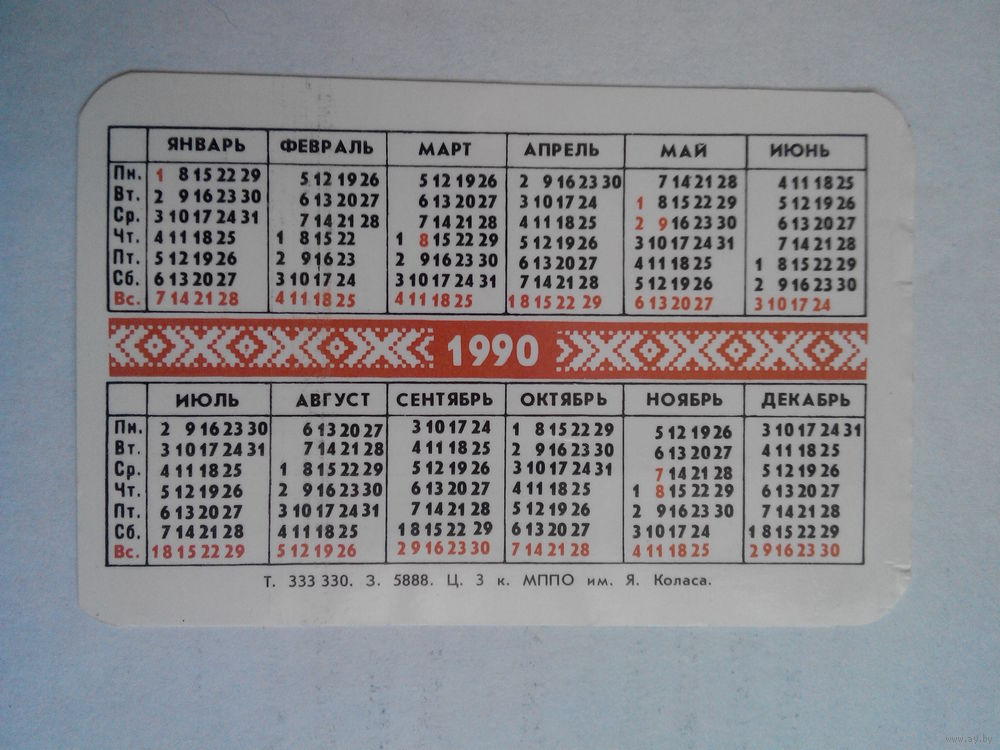 ЯНВАРЬ ФЕВРАЛЬ МАРТ АПРЕЛЬ МАЙ ИЮНЬ
Пн. 1 8 15 22 29 5 12 19 26 5 12 19 26 2 9 16 23 30 7 14 21 28 4 11 18 25
Вт. 2 9 16 23 30 6 13 20 27 6 13 20 27 3 10 17 24 1 8 15 22 29 5 12 19 26
Ср. 3 10 17 24 31 7 14 21 28 7 14 21 28 4 11 18 25 2 9 16 23 30 6 13 20 27
Чт. 4 11 18 25 1 8 15 22 1 8 15 22 29 5 12 19 26 3 10 17 24 31 7 14 21 28
Пт. 5 12 19 26 2 9 16 23 2 9 16 23 30 6 13 20 27 4 11 18 25 1 8 15 22 29
Сб. 6 13 20 27 3 10 17 24 3 10 17 24 31 7 14 21 28 5 12 19 26 2 9 16 23 30
Вс. 7 14 21 28 4 11 18 25 4 11 18 25 1 8 15 22 29 6 13 20 27 3 10 17 24
1990
ИЮЛЬ АВГУСТ СЕНТЯБРЬ ОКТЯБРЬ НОЯБРЬ ДЕКАБРЬ
Пн. 2 9 16 23 30 6 13 20 27 3 10 17 24 1 8 15 22 29 5 12 19 26 3 10 17 24 31
Вт. 3 10 17 24 31 7 14 21 28 4 11 18 25 2 9 16 23 30 6 13 20 27 4 11 18 25
Ср. 4 11 18 25 1 8 15 22 29 5 12 19 26 3 10 17 24 31 7 14 21 28 5 12 19 26
Чт. 5 12 19 26 2 9 16 23 30 6 13 20 27 4 11 18 25 1 8 15 22 29 6 13 20 27
Пт. 6 13 20 27 3 10 17 24 31 7 14 21 28 5 12 19 26 2 9 16 23 30 7 14 21 28
Сб. 7 14 21 28 4 11 18 25 1 8 15 22 29 6 13 20 27 3 10 17 24 1 8 15 22 29
Вс. 1 8 15 22 29 5 12 19 26 2 9 16 23 30 7 14 21 28 4 11 18 25 2 9 16 23 30
Т. 333 330. З. 5888. Ц. 3 к. МППО им. Я. Коласа.
www.ay.by